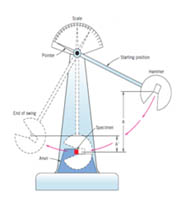 Scale
Pointer
Starting position
Hammer
End of swing
Specimen
h
h'
Anvil